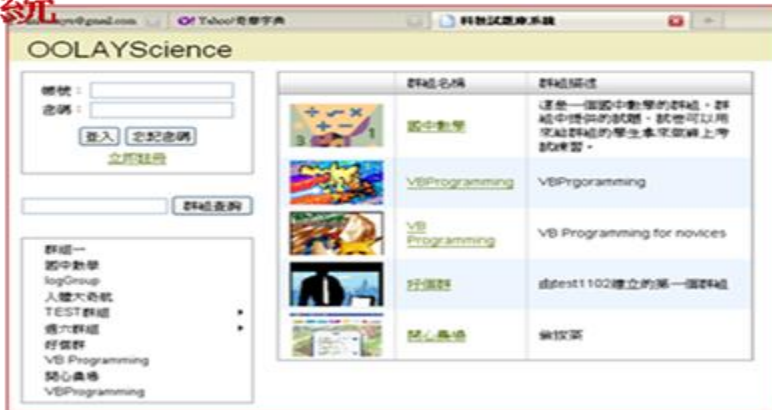 統
@gmail.com
Yahoo!奇摩字典
科教試題庫系統
OOLAYScience
帳號：
密碼：
登入 忘記密碼
立即註冊
群組查詢
群組一
國中數學
logGroup
人體大奇航
TEST群組
週六群組
好個群
VB Programming
開心農場
VBProgramming
群組名稱 群組描述
國中數學
這是一個國中數學的群組，群
組中提供的試題、試卷可以用
來給群組的學生拿來做線上考
試練習。
VBProgramming VBPrgoramming
VB
Programming
VB Programming for novices
好個群 由test1102建立的第一個群組
開心農場 偷菜